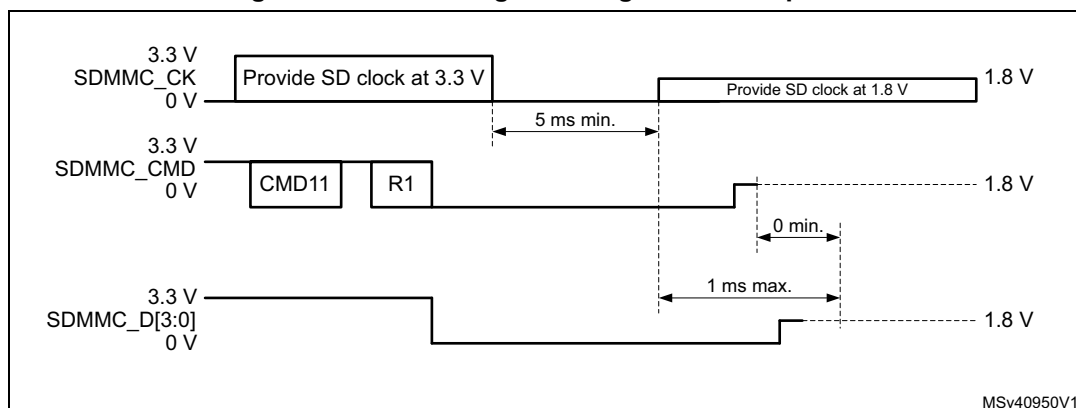 3.3 V
SDMMC_CK
0 V
Provide SD clock at 3.3 V
Provide SD clock at 1.8 V
1.8 V
5 ms min.
3.3 V
SDMMC_CMD
0 V
CMD11
R1
1.8 V
0 min.
1 ms max.
3.3 V
SDMMC_D[3:0]
0 V
1.8 V
MSv40950V1